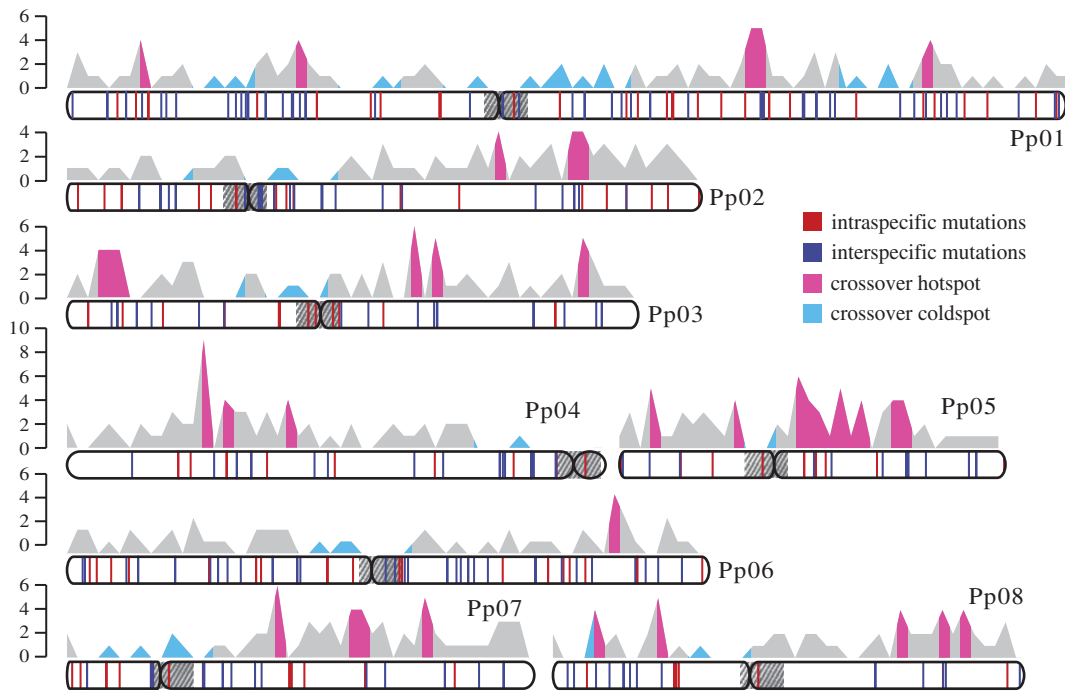 6
4
2
0
Pp01
4
2
0
Pp02
intraspecific mutations
interspecific mutations
crossover hotspot
crossover coldspot
6
4
2
0
Pp03
10
8
6
4
2
0
Pp04
Pp05
6
4
2
0
Pp06
6
4
2
0
Pp07
Pp08